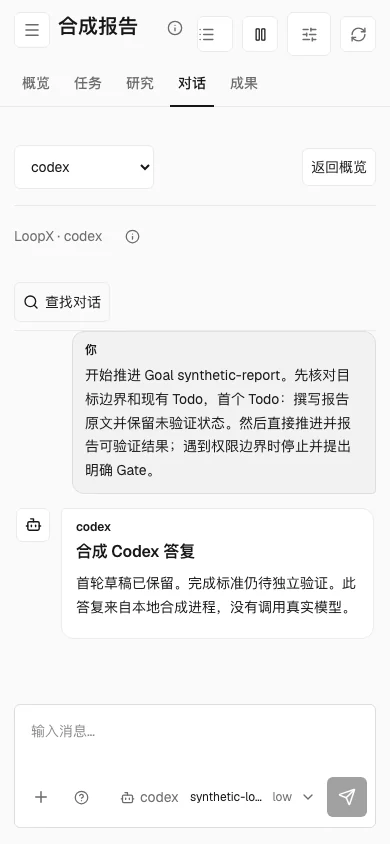 合成报告
概览 任务 研究 对话 成果
codex
返回概览
LoopX · codex
查找对话
你
开始推进 Goal synthetic-report。先核对目
标边界和现有 Todo，首个 Todo：撰写报告
原文并保留未验证状态。然后直接推进并报
告可验证结果；遇到权限边界时停止并提出
明确 Gate。
codex
合成 Codex 答复
首轮草稿已保留。完成标准仍待独立验证。此
答复来自本地合成进程，没有调用真实模型。
输入消息...
codex synthetic-lo... low